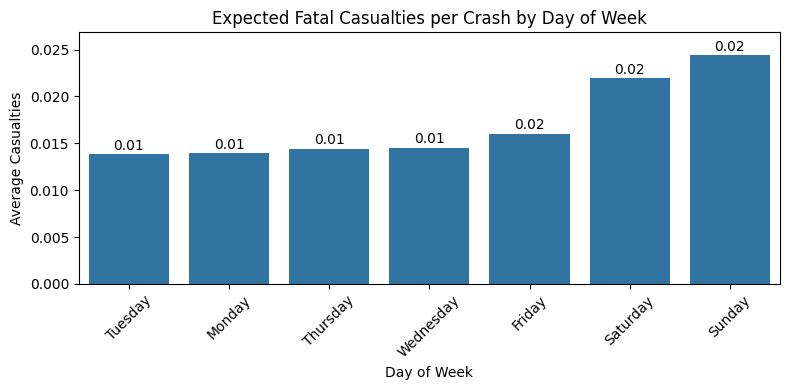 Expected Fatal Casualties per Crash by Day of Week
Average Casualties
0.025
0.020
0.015
0.010
0.005
0.000
0.01
0.01
0.01
0.01
0.02
0.02
0.02
Tuesday
Monday
Thursday
Wednesday
Friday
Saturday
Sunday
Day of Week